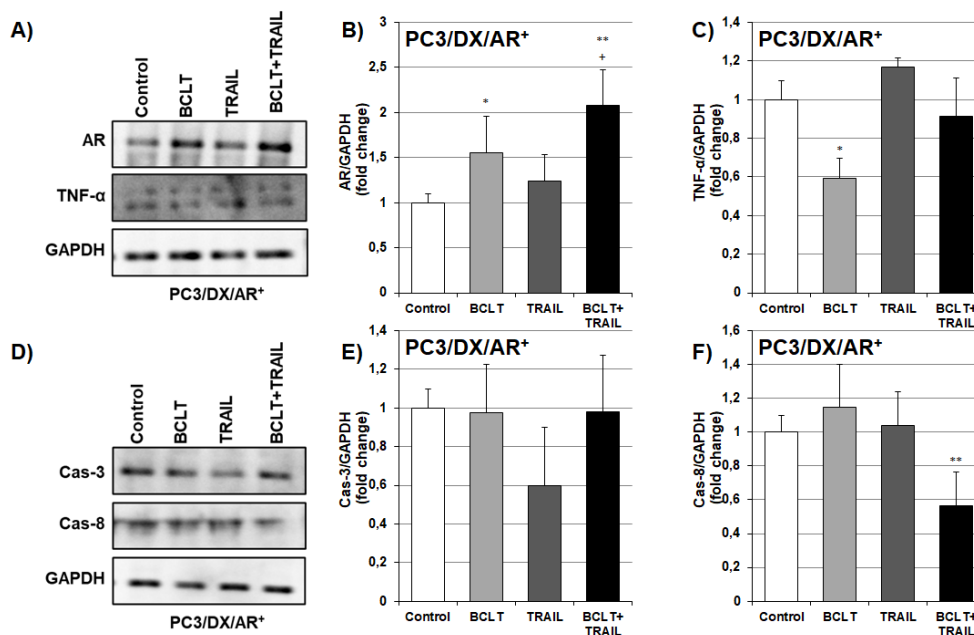 A)
Control
BCLT
TRAIL
BCLT+TRAIL
AR
TNF-α
GAPDH
PC3/DX/AR⁺
B)
PC3/DX/AR⁺
AR/GAPDH
(fold change)
3
2,5
2
1,5
1
0,5
0
*
**
+
Control
BCLT
TRAIL
BCLT+
TRAIL
C)
PC3/DX/AR⁺
TNF-α/GAPDH
(fold change)
1,4
1,2
1
0,8
0,6
0,4
0,2
0
*
Control
BCLT
TRAIL
BCLT+
TRAIL
D)
Control
BCLT
TRAIL
BCLT+TRAIL
Cas-3
Cas-8
GAPDH
PC3/DX/AR⁺
E)
PC3/DX/AR⁺
Cas-3/GAPDH
(fold change)
1,4
1,2
1
0,8
0,6
0,4
0,2
0
Control
BCLT
TRAIL
BCLT+
TRAIL
F)
PC3/DX/AR⁺
Cas-8/GAPDH
(fold change)
1,6
1,4
1,2
1
0,8
0,6
0,4
0,2
0
**
Control
BCLT
TRAIL
BCLT+
TRAIL